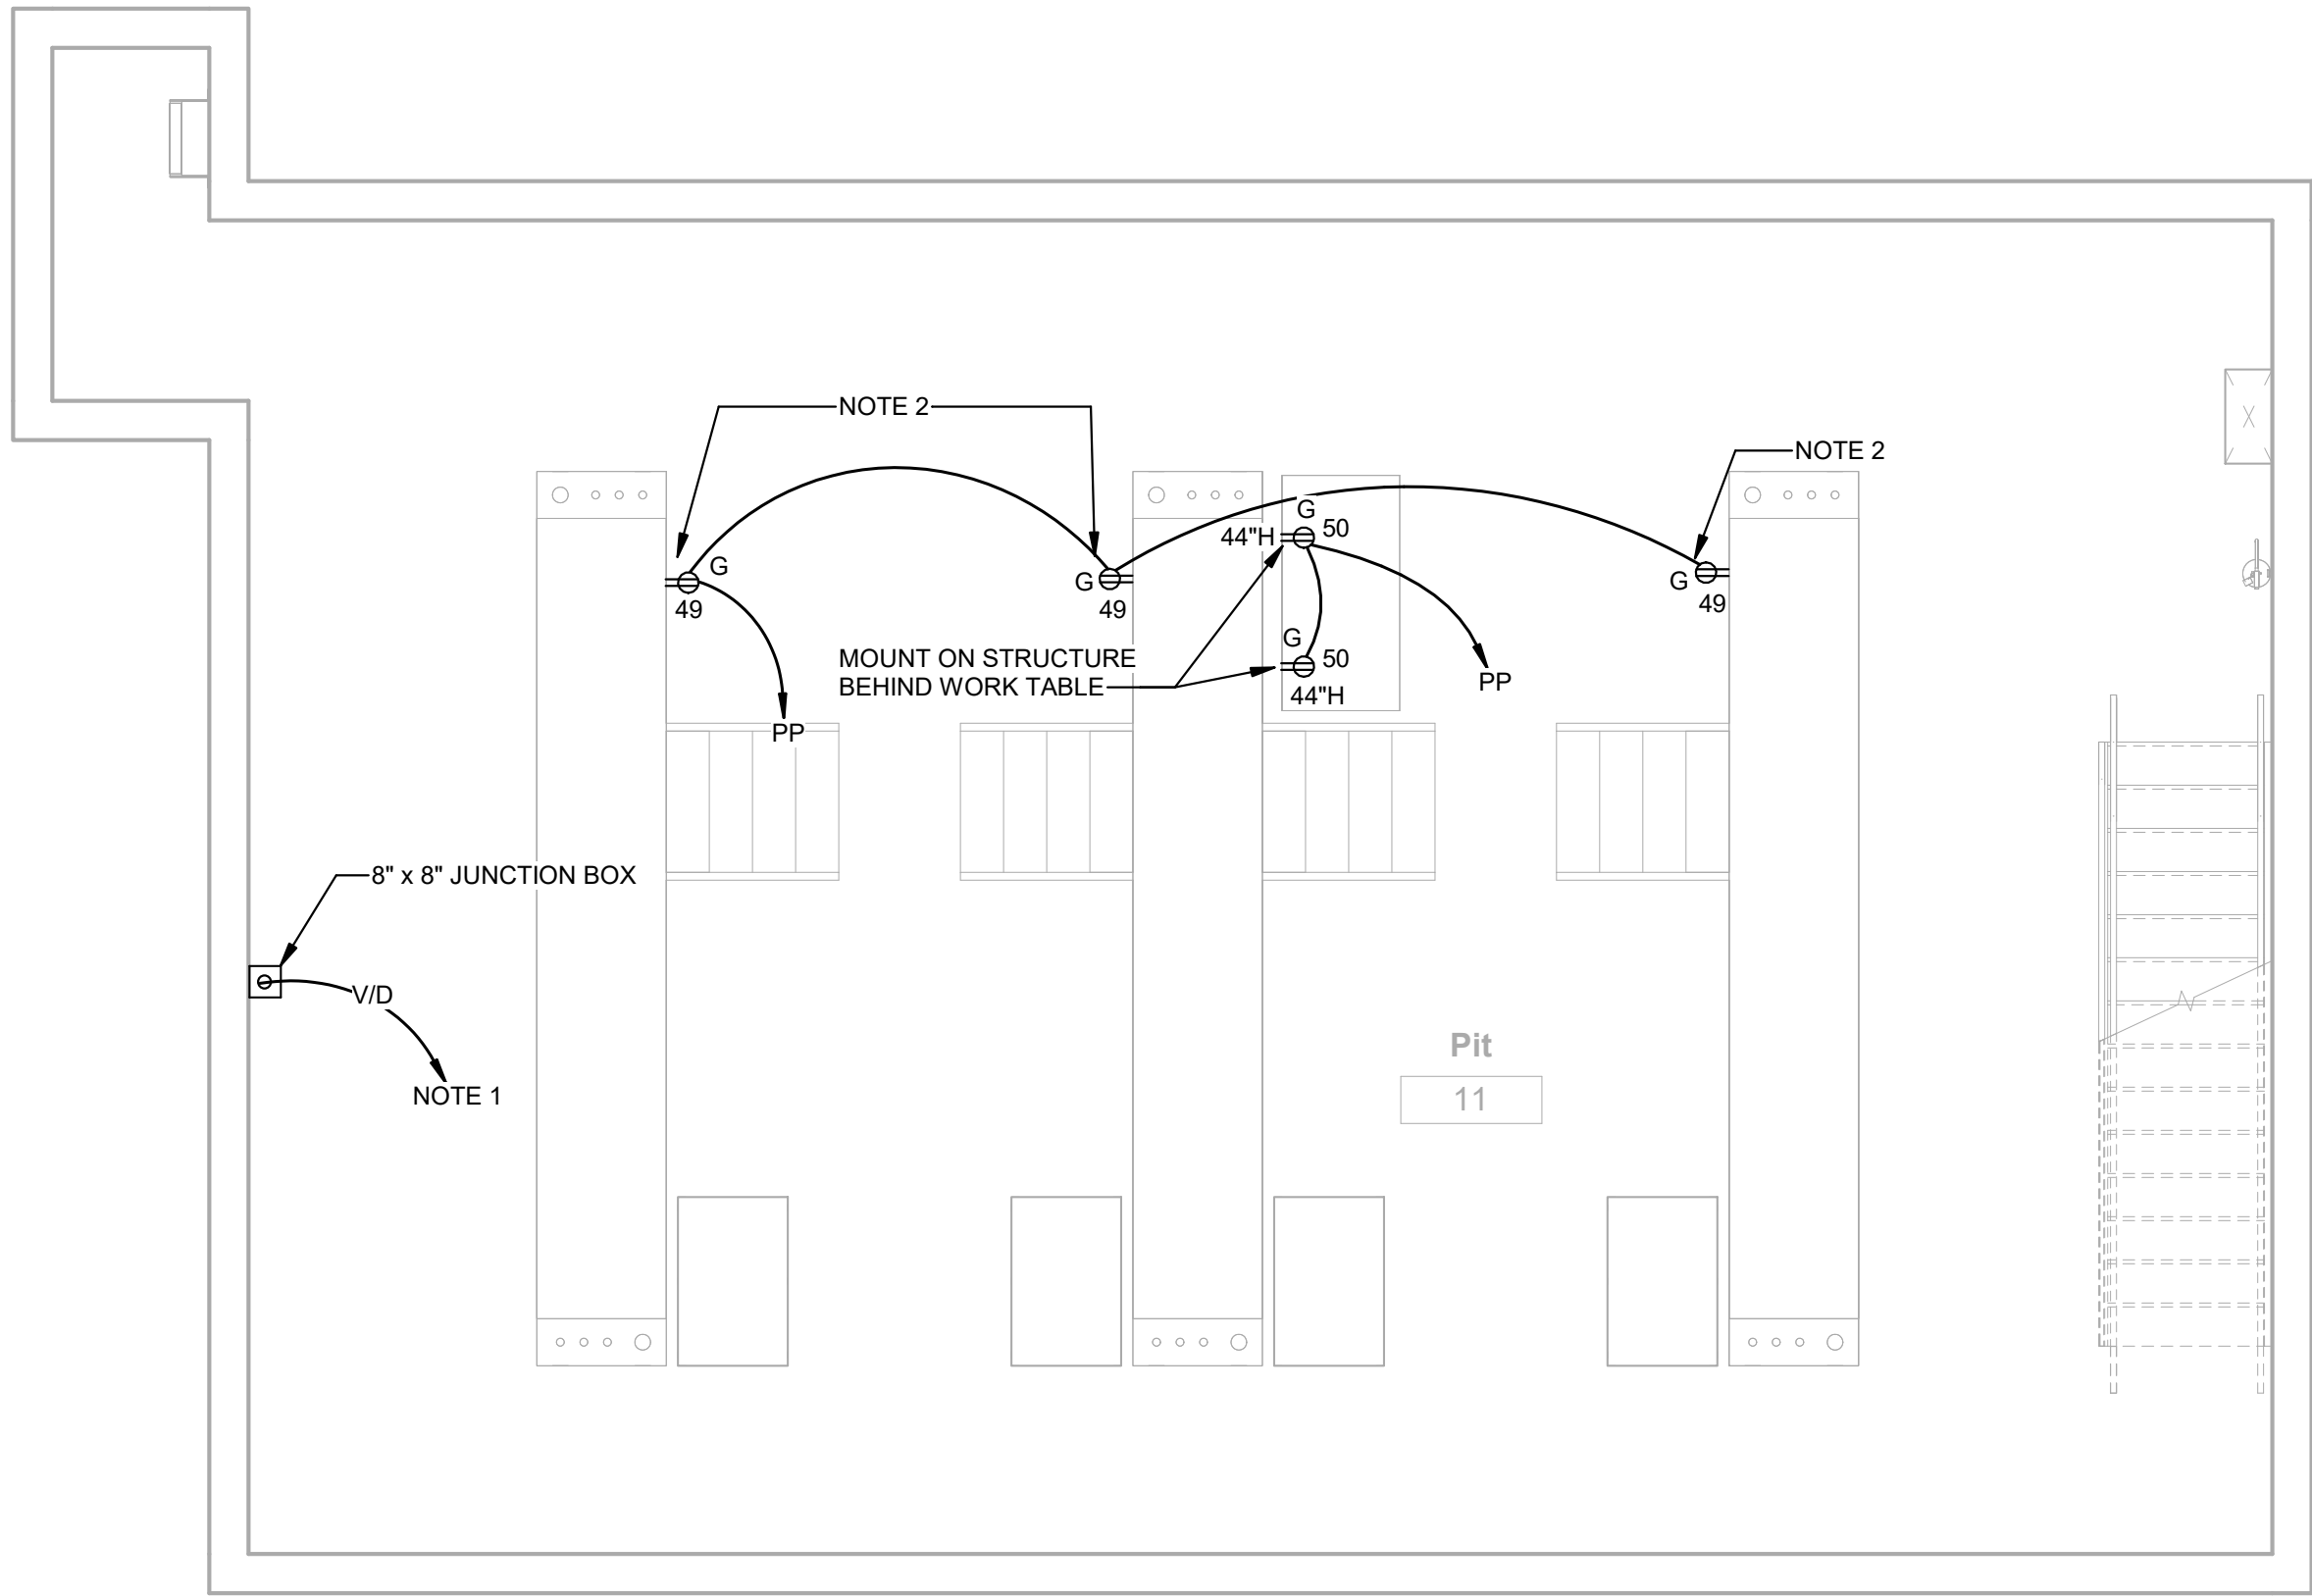 NOTE 2
NOTE 2
G
50
44"H
G
49
G
49
G
49
G
50
44"H
MOUNT ON STRUCTURE
BEHIND WORK TABLE
PP
PP
8" x 8" JUNCTION BOX
V/D
NOTE 1
Pit
11